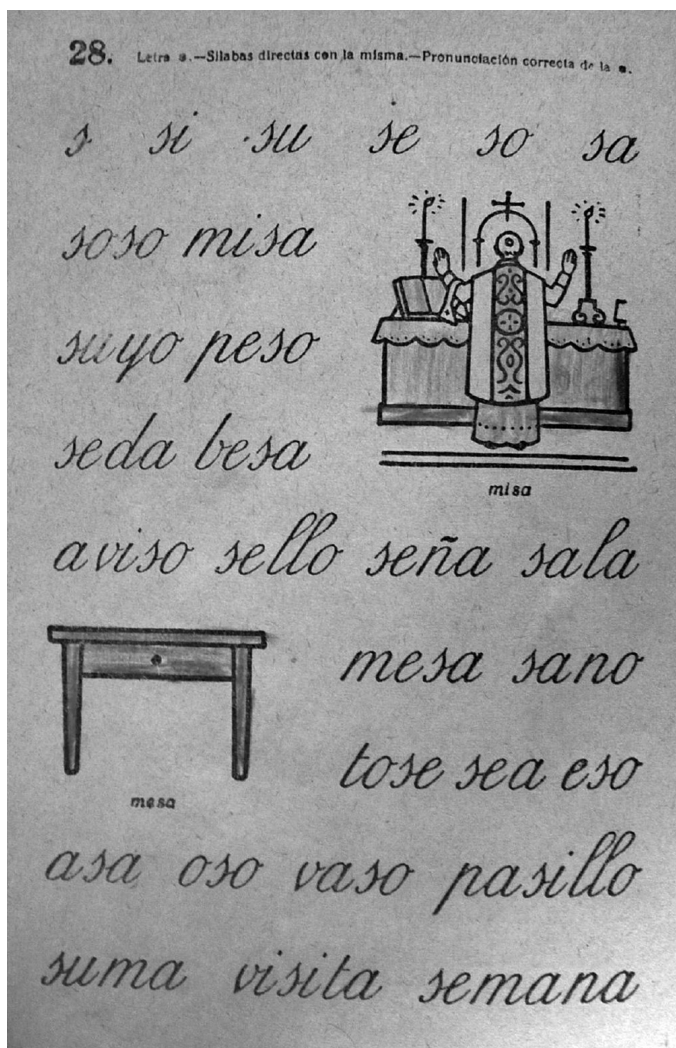 28. Letra s.—Sílabas directas con la misma.—Pronunciación correcta de la s.
s si su se so sa
soso misa
suyo peso
seda besa
misa
aviso sello seña sala
mesa sano
tose sea eso
mesa
asa oso vaso pasillo
suma visita semana